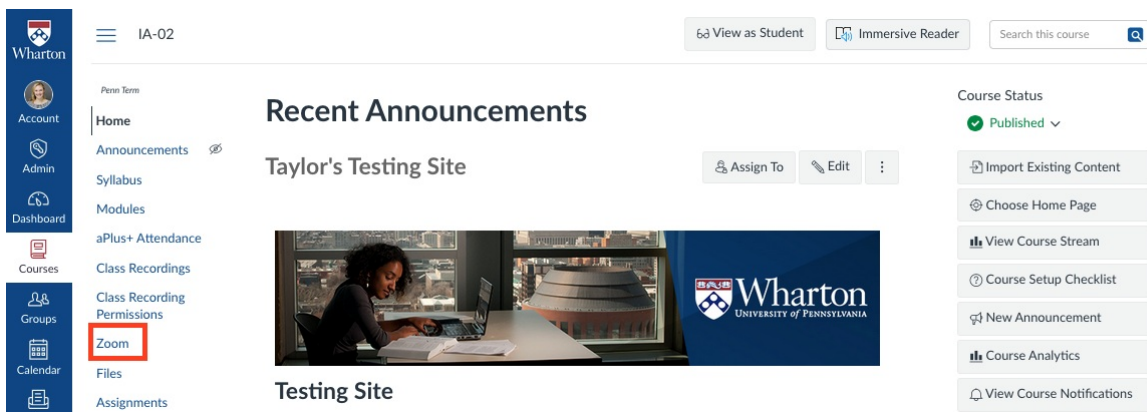 Wharton
Account
Admin
Dashboard
Courses
Groups
Calendar
IA-02
View as Student
Immersive Reader
Search this course
Penn Term
Home
Announcements
Syllabus
Modules
aPlus+ Attendance
Class Recordings
Class Recording
Permissions
Zoom
Files
Assignments
Recent Announcements
Taylor's Testing Site
Assign To
Edit
Wharton
University of Pennsylvania
Testing Site
Course Status
Published
Import Existing Content
Choose Home Page
View Course Stream
Course Setup Checklist
New Announcement
Course Analytics
View Course Notifications